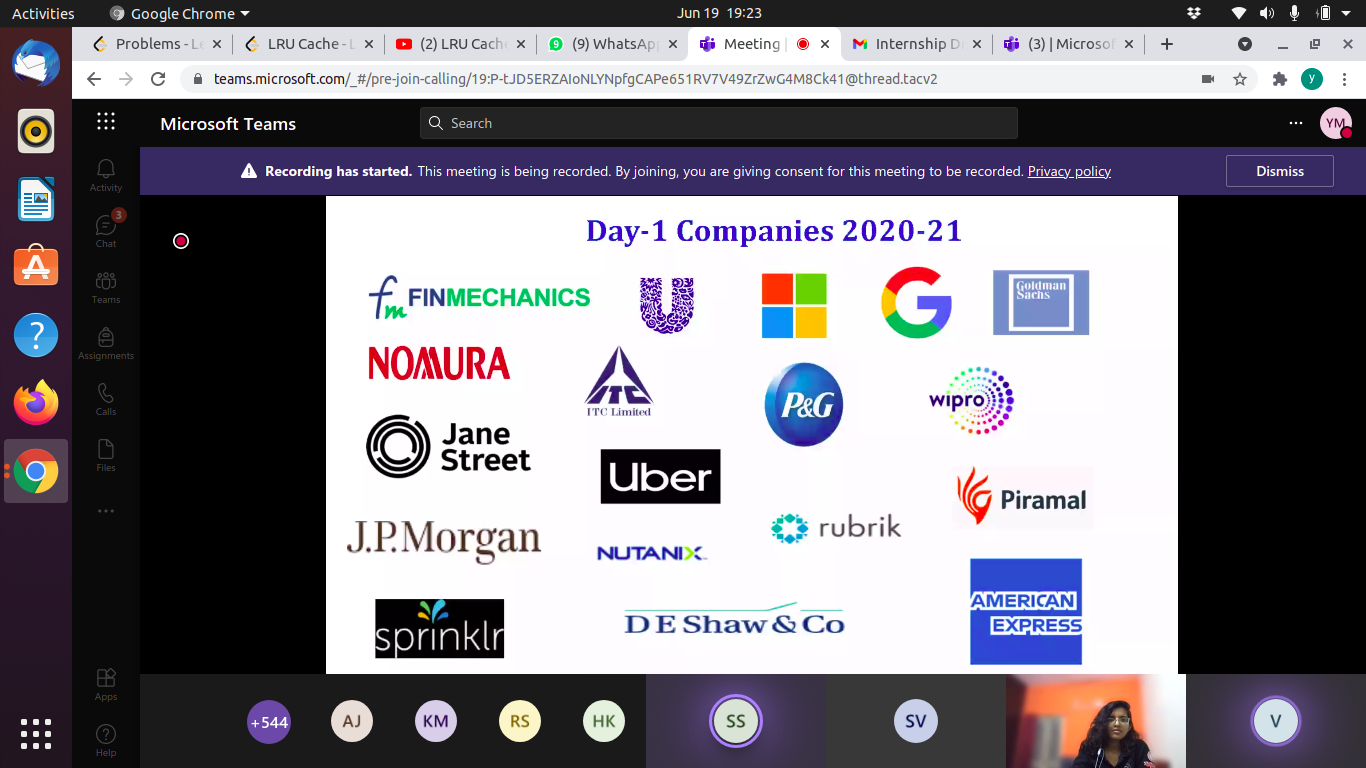 Activities
Google Chrome
Jun 19 19:23
Problems - Le
LRU Cache - L
(2) LRU Cach
9
(9) WhatsAp
Meeting |
Internship D
(3) | Microsof
teams.microsoft.com/_#/pre-join-calling/19:P-tJD5ERZAIoNLYNpfgCAPe651RV7V49ZrZwG4M8Ck41@thread.tacv2
y
Microsoft Teams
Search
YM
Recording has started. This meeting is being recorded. By joining, you are giving consent for this meeting to be recorded. Privacy policy
Dismiss
Activity
3
Chat
Teams
Assignments
Calls
Files
Apps
Help
Day-1 Companies 2020-21
fm FINMECHANICS
Goldman
Sachs
NOMURA
ITC
ITC Limited
P&G
wipro
Jane
Street
Uber
Piramal
J.P.Morgan
NUTANIX
rubrik
sprinklr
D E Shaw & Co
AMERICAN
EXPRESS
+544
AJ
KM
RS
HK
SS
SV
V